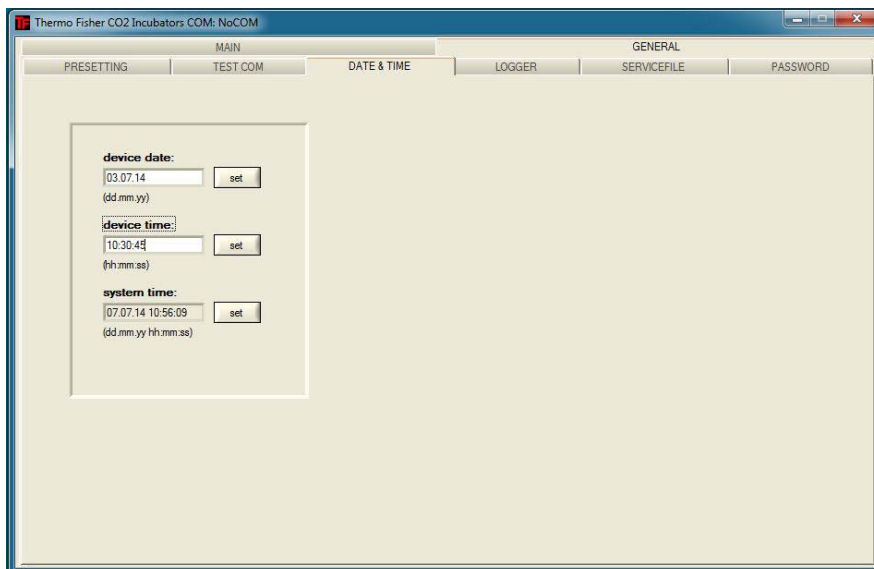 TF Thermo Fisher CO2 Incubators COM: NoCOM
MAIN GENERAL
PRESETTING TEST COM DATE & TIME LOGGER SERVICEFILE PASSWORD
device date:
03.07.14 set
(dd.mm.yy)
device time:
10:30:45 set
(hh:mm:ss)
system time:
07.07.14 10:56:09 set
(dd.mm.yy hh:mm:ss)